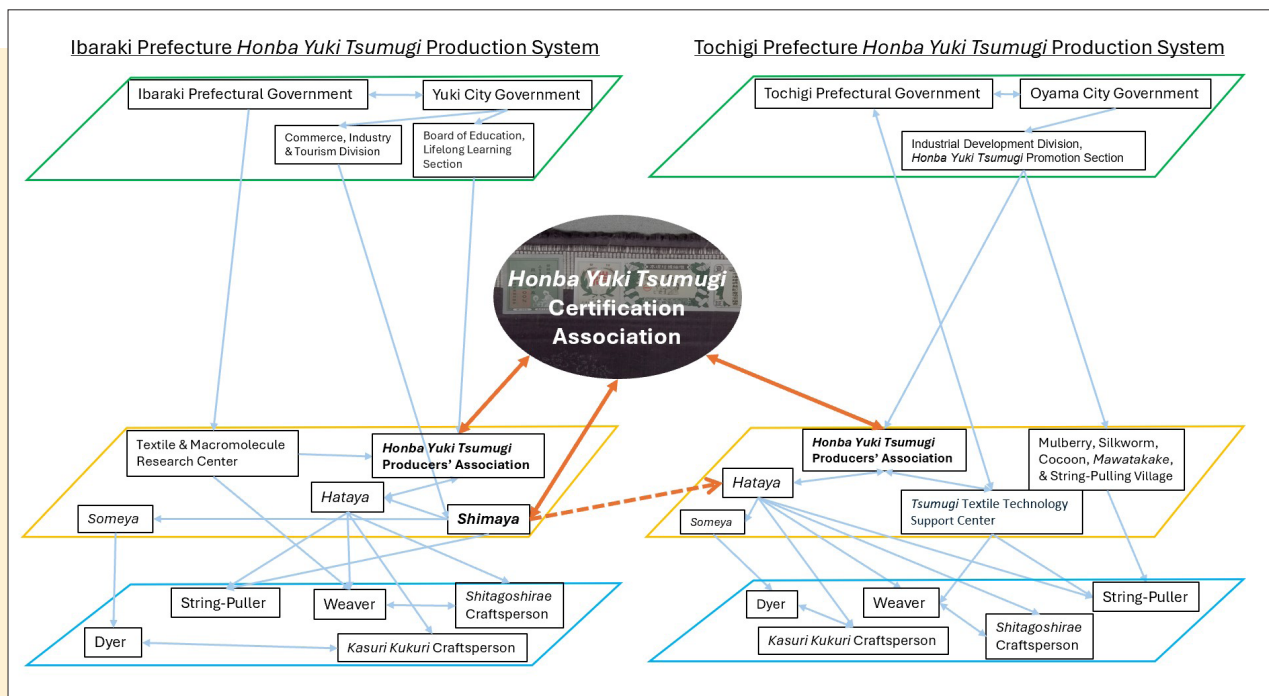 Ibaraki Prefecture Honba Yuki Tsumugi Production System
Tochigi Prefecture Honba Yuki Tsumugi Production System
Ibaraki Prefectural Government
Yuki City Government
Commerce, Industry
& Tourism Division
Board of Education,
Lifelong Learning
Section
Tochigi Prefectural Government
Oyama City Government
Industrial Development Division,
Honba Yuki Tsumugi Promotion Section
Honba Yuki Tsumugi
Certification
Association
Textile & Macromolecule
Research Center
Honba Yuki Tsumugi
Producers' Association
Hataya
Someya
Shimaya
Honba Yuki Tsumugi
Producers' Association
Mulberry, Silkworm,
Cocoon, Mawatakake,
& String-Pulling Village
Hataya
Someya
Tsumugi Textile Technology
Support Center
String-Puller
Weaver
Shitagoshirae
Craftsperson
Dyer
Kasuri Kukuri Craftsperson
Dyer
Weaver
String-Puller
Kasuri Kukuri Craftsperson
Shitagoshirae
Craftsperson